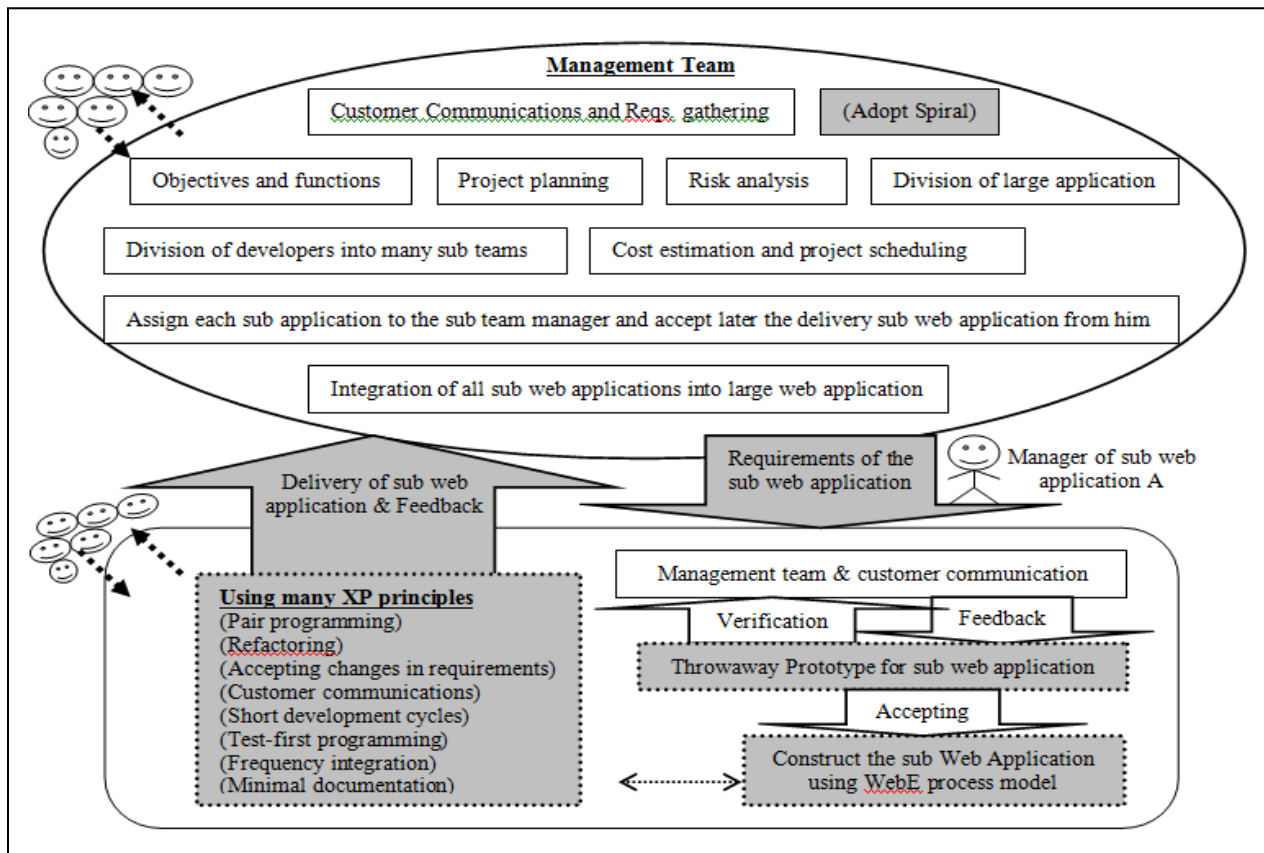 Management Team
Customer Communications and Reqs. gathering
(Adopt Spiral)
Objectives and functions
Project planning
Risk analysis
Division of large application
Division of developers into many sub teams
Cost estimation and project scheduling
Assign each sub application to the sub team manager and accept later the delivery sub web application from him
Integration of all sub web applications into large web application
Delivery of sub web
application & Feedback
Requirements of the
sub web application
Manager of sub web
application A
Using many XP principles
(Pair programming)
(Refactoring)
(Accepting changes in requirements)
(Customer communications)
(Short development cycles)
(Test-first programming)
(Frequency integration)
(Minimal documentation)
Management team & customer communication
Verification
Feedback
Throwaway Prototype for sub web application
Accepting
Construct the sub Web Application
using WebE process model